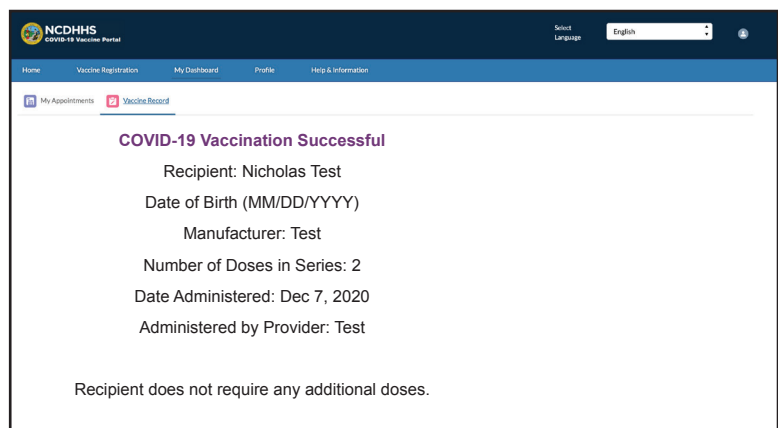 NCDHHS
COVID-19 Vaccine Portal
Select
Language
English
Home Vaccine Registration My Dashboard Profile Help & Information
My Appointments Vaccine Record
COVID-19 Vaccination Successful
Recipient: Nicholas Test
Date of Birth (MM/DD/YYYY)
Manufacturer: Test
Number of Doses in Series: 2
Date Administered: Dec 7, 2020
Administered by Provider: Test
Recipient does not require any additional doses.